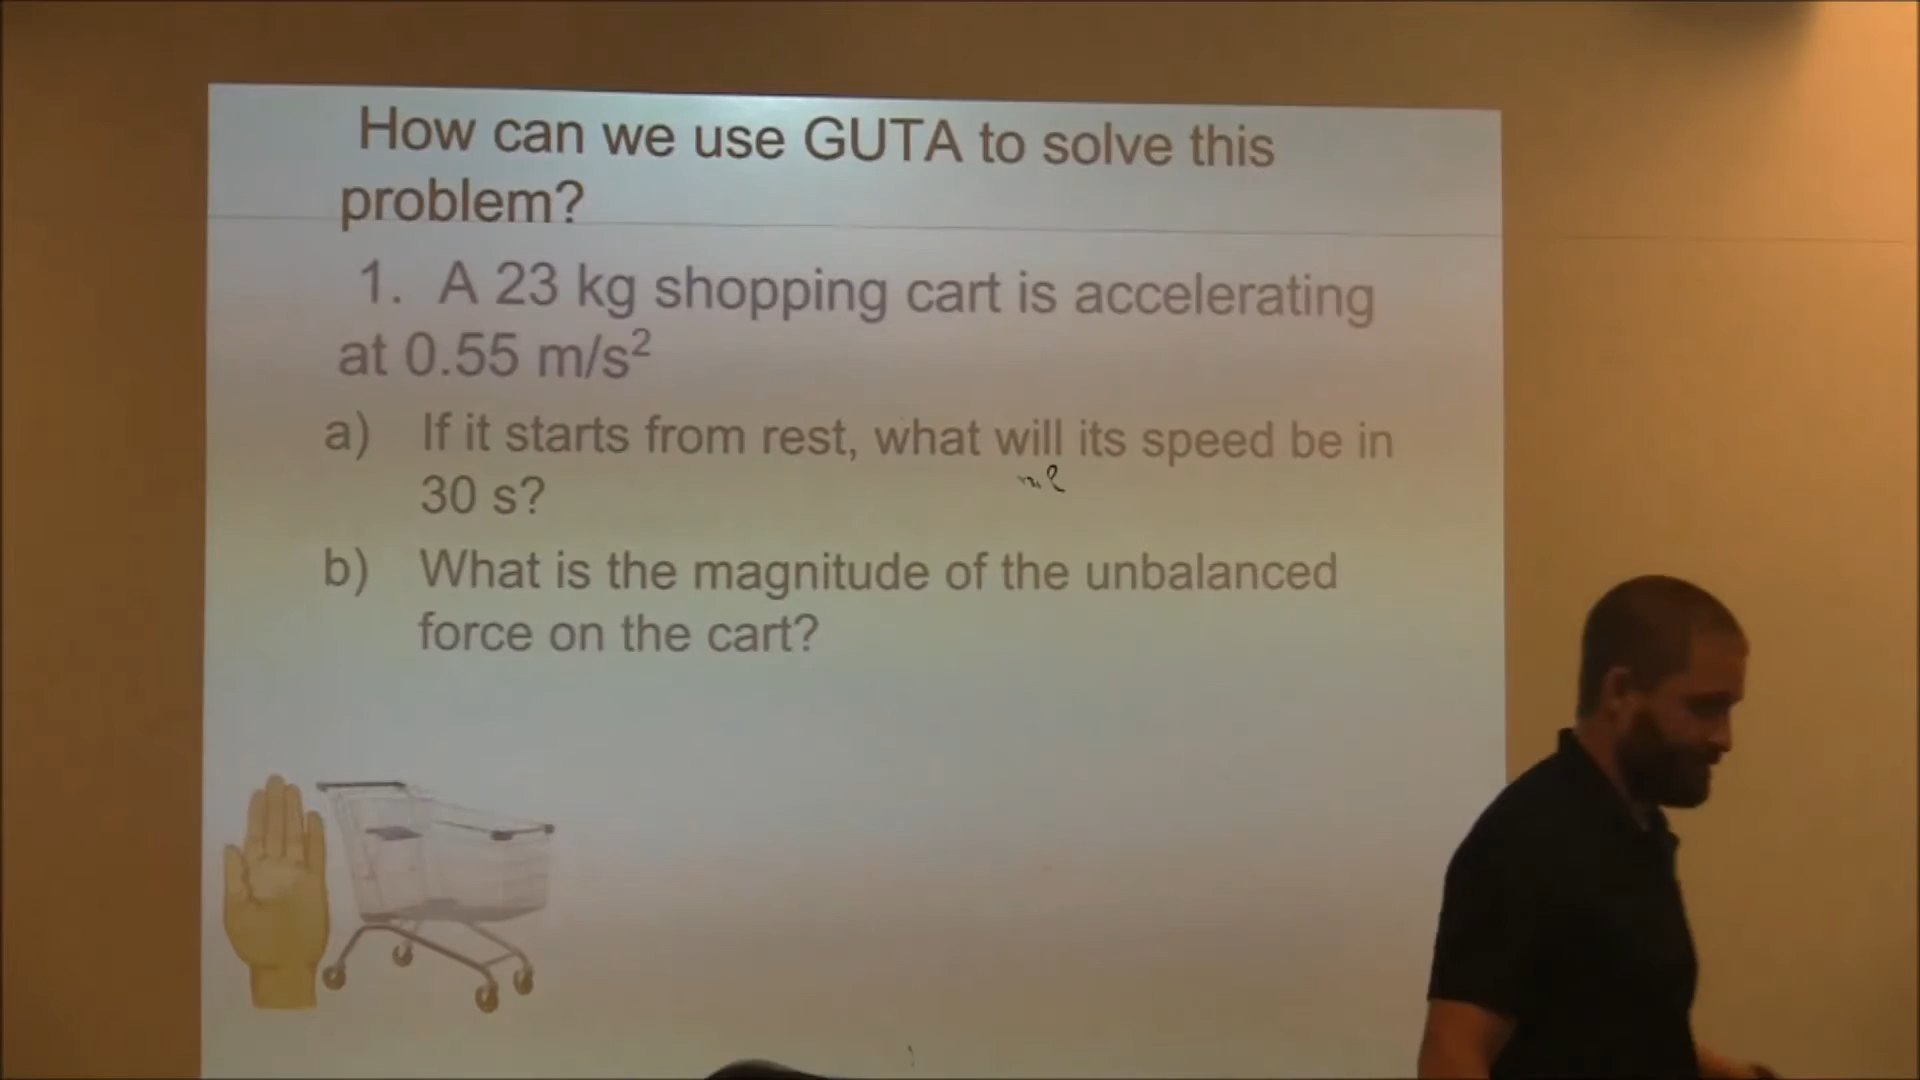 How can we use GUTA to solve this
problem?
1. A 23 kg shopping cart is accelerating
at 0.55 m/s²
a) If it starts from rest, what will its speed be in
30 s?
b) What is the magnitude of the unbalanced
force on the cart?